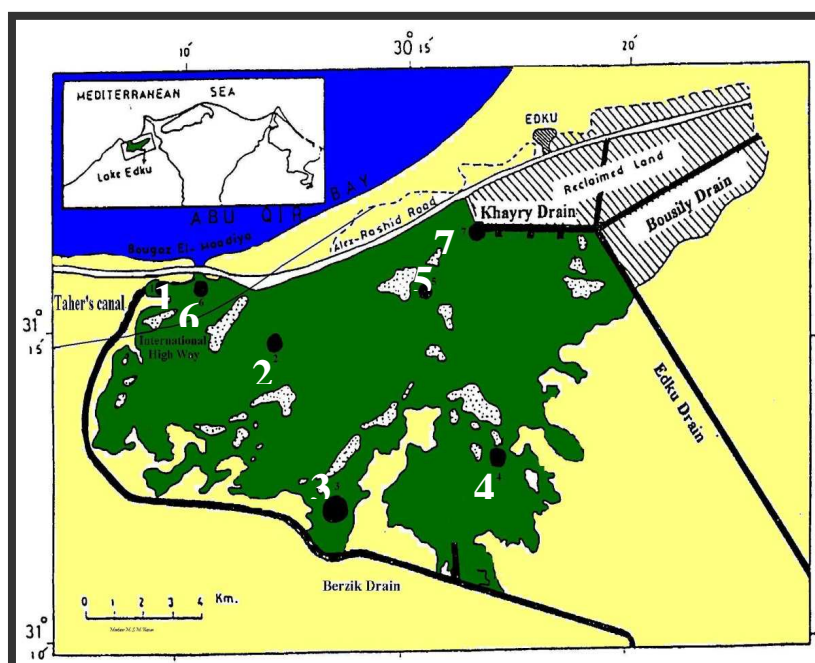 10′ 30° 15′ 20′
MEDITERRANEAN SEA
Lake Edku
ABU QIR BAY
EDKU
Reclaimed Land
Alex-Rashid Road
Khayry Drain
Bousily Drain
Bougaz El-Maadiya
7
5
1
6
Taher's canal
International
High Way
31°
15′
2
Edku Drain
3
4
Berzik Drain
0 1 2 3 4 Km.
31°
10′